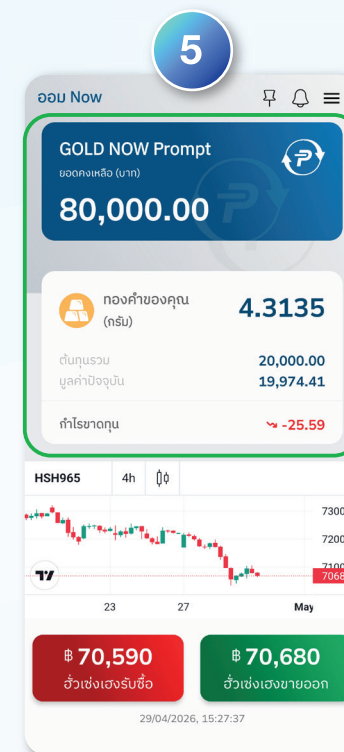 5
ออม Now
GOLD NOW Prompt
ยอดคงเหลือ (บาท)
80,000.00
ทองคำของคุณ
(กรัม)
4.3135
ต้นทุนรวม 20,000.00
มูลค่าปัจจุบัน 19,974.41
กำไรขาดทุน -25.59
HSH965 4h
7300
7200
7100
7068
23 27 May
฿ 70,590
ฮั่วเซ่งเฮงรับซื้อ
฿ 70,680
ฮั่วเซ่งเฮงขายออก
29/04/2026, 15:27:37